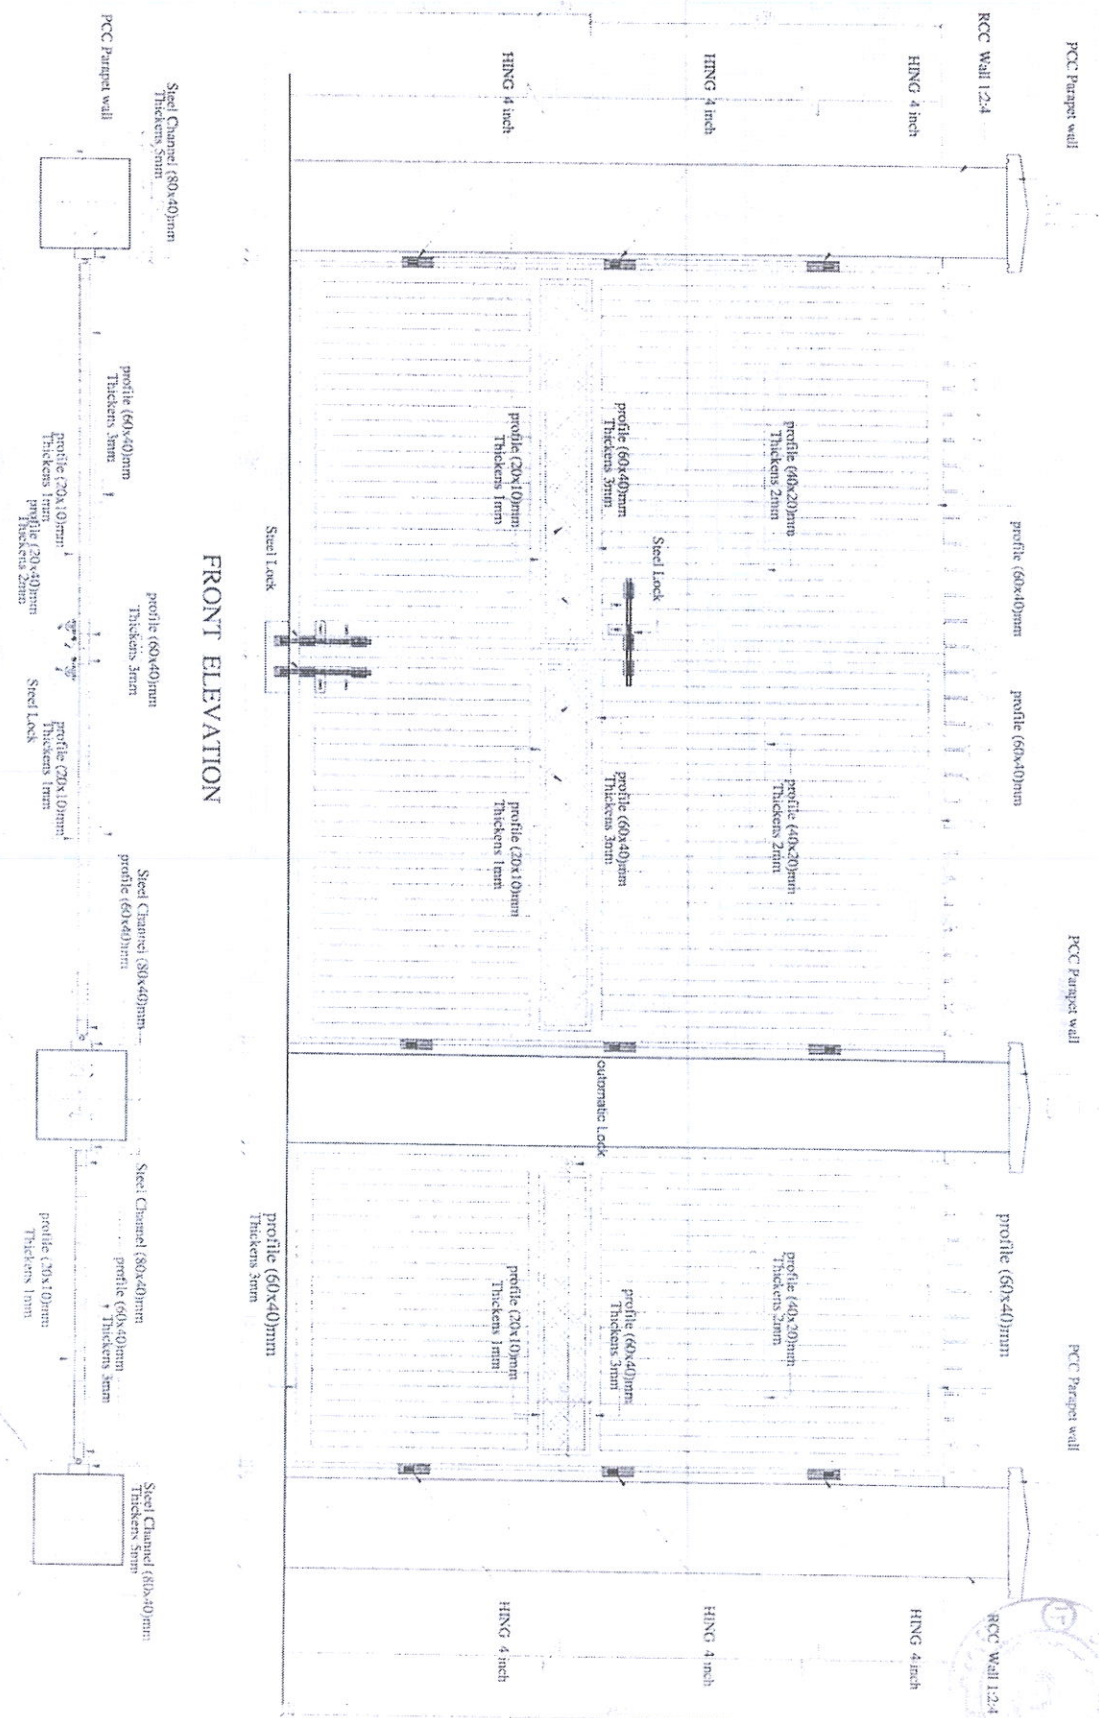 PCC Parapet wall
PCC Parapet wall
PCC Parapet wall
RCC Wall 1:2:4
profile (60x40)mm
profile (60x40)mm
profile (60x40)mm
RCC Wall 1:2:4
HING 4 inch
HING 4 inch
profile (40x20)mm
Thickens 2mm
profile (40x20)mm
Thickens 2mm
profile (40x20)mm
Thickens 2mm
HING 4 inch
Steel Lock
HING 4 inch
profile (60x40)mm
Thickens 3mm
profile (60x40)mm
Thickens 3mm
outomatic Lock
profile (60x40)mm
Thickens 3mm
HING 4 inch
profile (20x10)mm
Thickens 1mm
profile (20x10)mm
Thickens 1mm
profile (20x10)mm
Thickens 1mm
HING 4 inch
Steel Lock
profile (60x40)mm
Thickens 3mm
FRONT ELEVATION
Steel Channel (80x40)mm
Thickens 5mm
profile (60x40)mm
Thickens 3mm
profile (60x40)mm
Thickens 3mm
Steel Channel (80x40)mm
profile (60x40)mm
Steel Channel (80x40)mm
profile (60x40)mm
Thickens 3mm
Steel Channel (80x40)mm
Thickens 5mm
PCC Parapet wall
profile (20x10)mm
Thickens 1mm
profile (20x40)mm
Thickens 2mm
Steel Lock
profile (20x10)mm
Thickens 1mm
profile (20x10)mm
Thickens 1mm